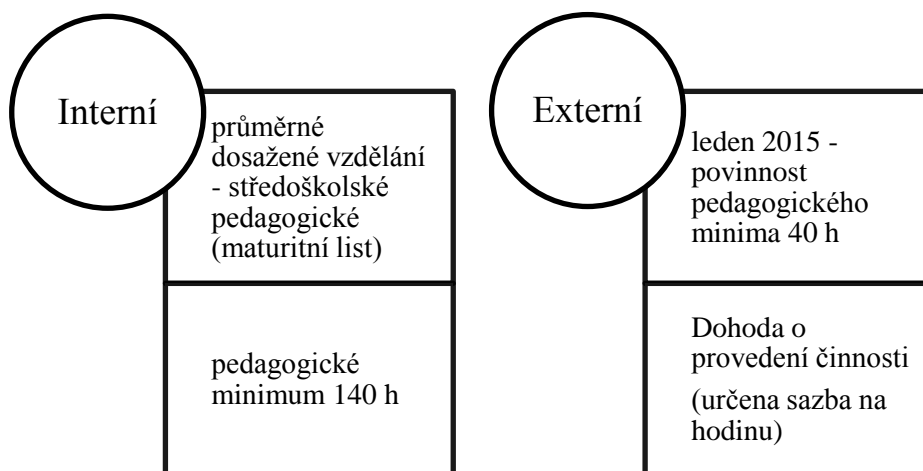 Interní
průměrné
dosažené vzdělání
- středoškolské
pedagogické
(maturitní list)
pedagogické
minimum 140 h
Externí
leden 2015 -
povinnost
pedagogického
minima 40 h
Dohoda o
provedení činnosti
(určena sazba na
hodinu)